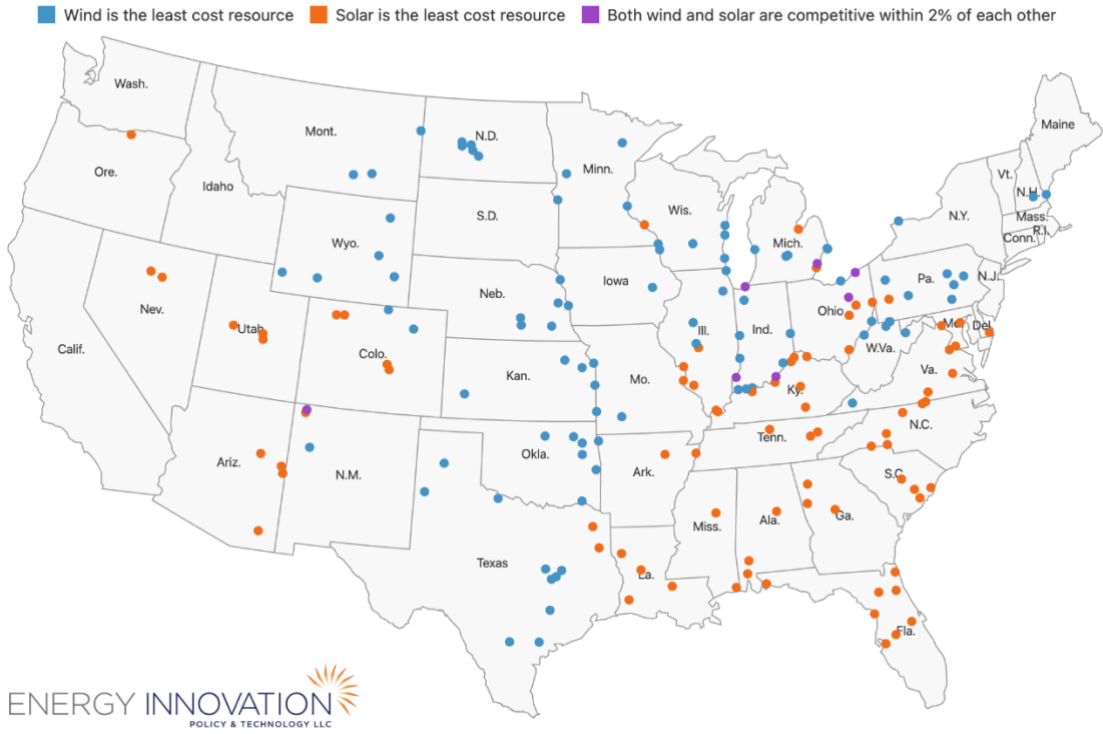 Wind is the least cost resource
Solar is the least cost resource
Both wind and solar are competitive within 2% of each other
Wash.
Maine
Mont.
N.D.
Ore.
Minn.
Vt.
Idaho
N.H.
S.D.
Wis.
N.Y.
Mass.
Wyo.
Mich.
Conn.
R.I.
Iowa
Pa.
N.J.
Neb.
Nev.
Ohio
Utah
Ill.
Ind.
Del
Calif.
Colo.
W.Va.
Kan.
Mo.
Va.
Ky.
N.C.
Tenn.
Ariz.
N.M.
Okla.
Ark.
S.C.
Miss.
Ala.
Ga.
Texas
La.
Fla.
ENERGY INNOVATION
POLICY & TECHNOLOGY LLC